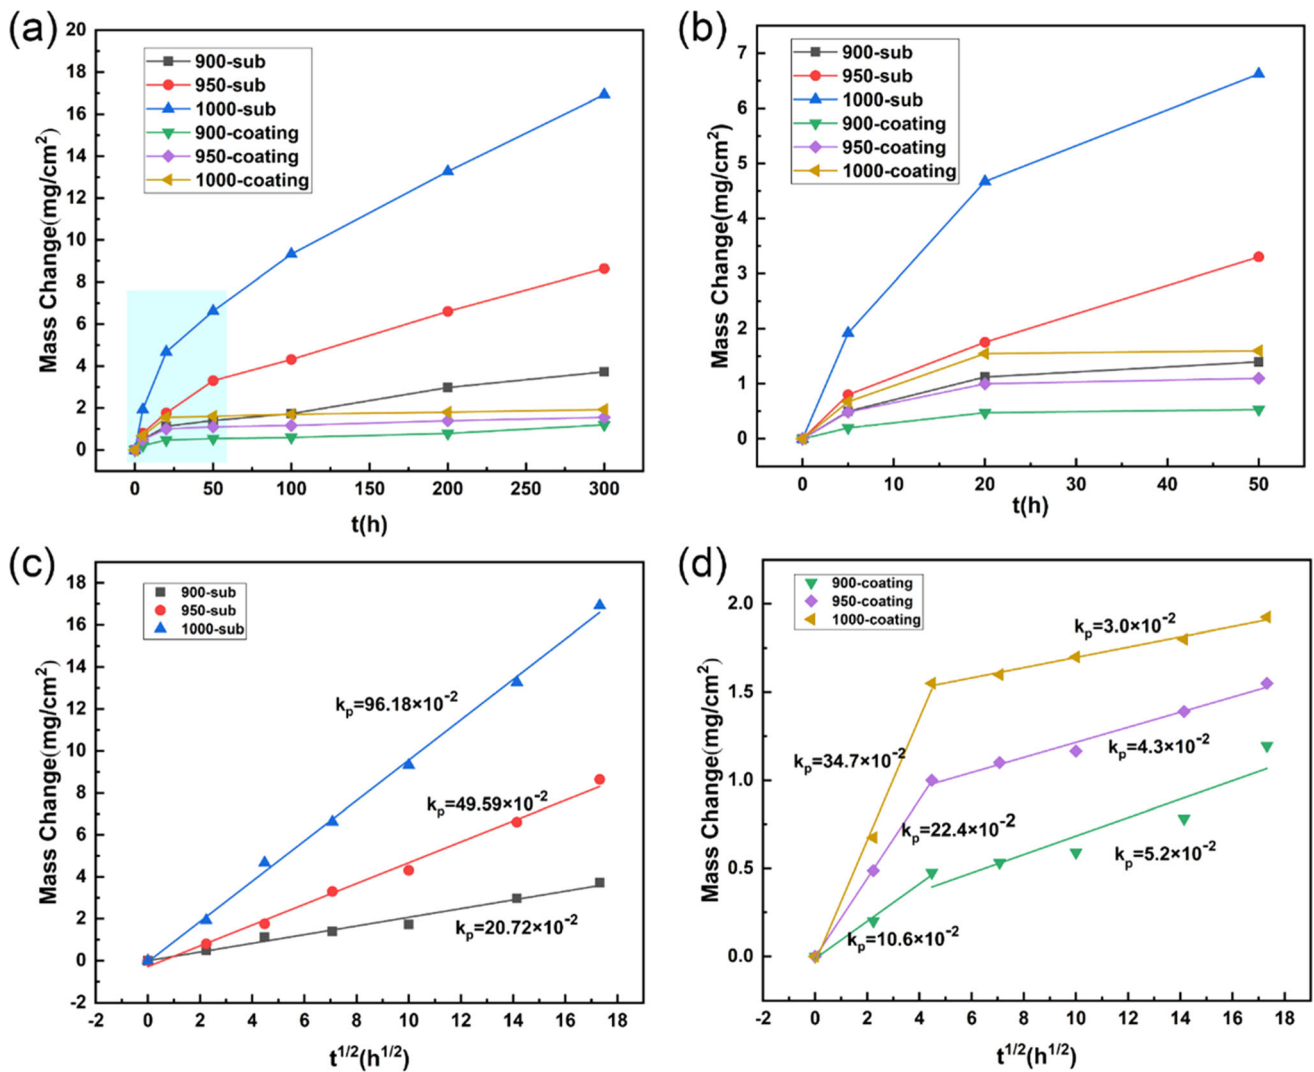 (a)
20
18
16
14
12
10
8
6
4
2
0
Mass Change(mg/cm²)
900-sub
950-sub
1000-sub
900-coating
950-coating
1000-coating
0 50 100 150 200 250 300
t(h)
(b)
7
6
5
4
3
2
1
0
Mass Change(mg/cm²)
900-sub
950-sub
1000-sub
900-coating
950-coating
1000-coating
0 10 20 30 40 50
t(h)
(c)
18
16
14
12
10
8
6
4
2
0
-2
Mass Change(mg/cm²)
900-sub
950-sub
1000-sub
kₚ=96.18×10⁻²
kₚ=49.59×10⁻²
kₚ=20.72×10⁻²
-2 0 2 4 6 8 10 12 14 16 18
t¹ᐟ²(h¹ᐟ²)
(d)
2.0
1.5
1.0
0.5
0.0
Mass Change(mg/cm²)
900-coating
950-coating
1000-coating
kₚ=3.0×10⁻²
kₚ=34.7×10⁻²
kₚ=4.3×10⁻²
kₚ=22.4×10⁻²
kₚ=5.2×10⁻²
kₚ=10.6×10⁻²
-2 0 2 4 6 8 10 12 14 16 18
t¹ᐟ²(h¹ᐟ²)